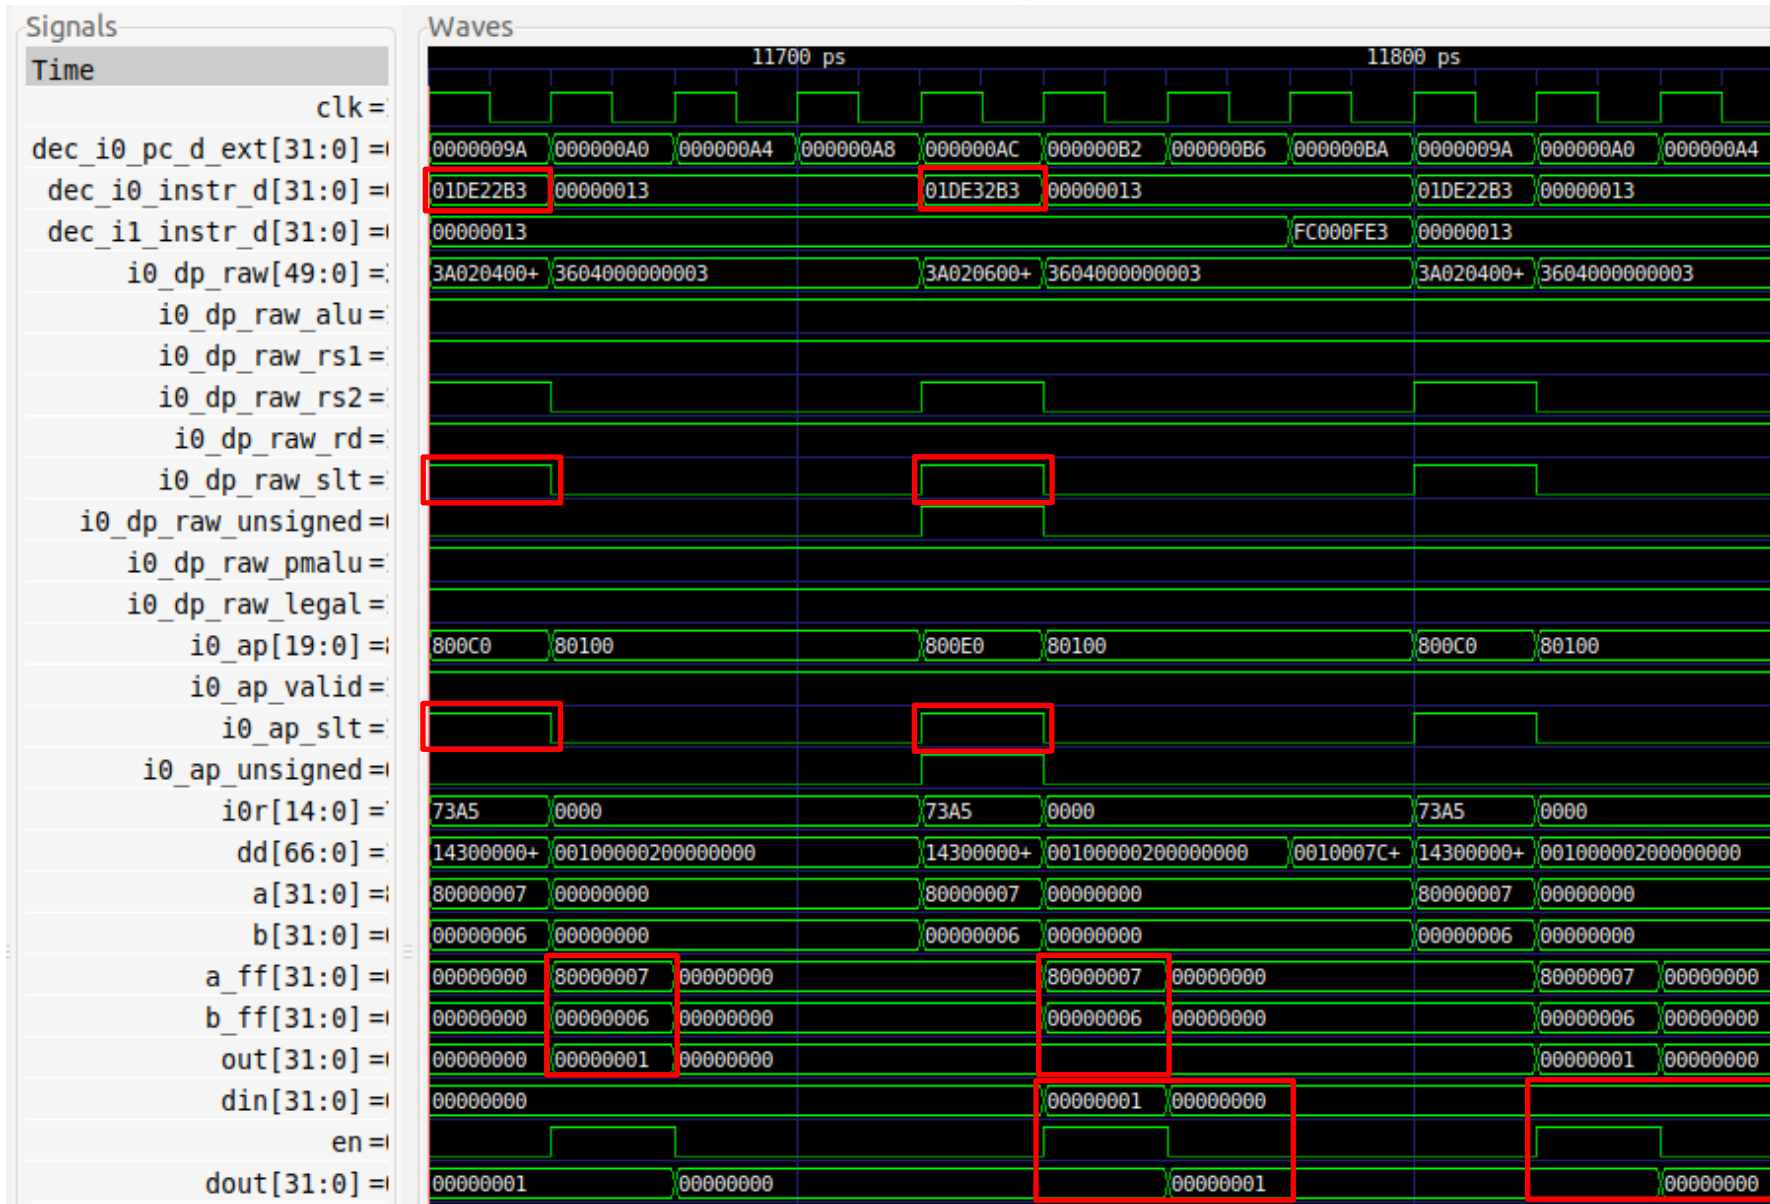 Signals Waves
Time 11700 ps 11800 ps
clk =
dec_i0_pc_d_ext[31:0] = 0000009A 000000A0 000000A4 000000A8 000000AC 000000B2 000000B6 000000BA 0000009A 000000A0 000000A4
dec_i0_instr_d[31:0] = 01DE22B3 00000013 01DE32B3 00000013 01DE22B3 00000013
dec_i1_instr_d[31:0] = 00000013 FC000FE3 00000013
i0_dp_raw[49:0] = 3A020400+ 3604000000003 3A020600+ 3604000000003 3A020400+ 3604000000003
i0_dp_raw_alu =
i0_dp_raw_rs1 =
i0_dp_raw_rs2 =
i0_dp_raw_rd =
i0_dp_raw_slt =
i0_dp_raw_unsigned =
i0_dp_raw_pmalu =
i0_dp_raw_legal =
i0_ap[19:0] = 800C0 80100 800E0 80100 800C0 80100
i0_ap_valid =
i0_ap_slt =
i0_ap_unsigned =
i0r[14:0] = 73A5 0000 73A5 0000 73A5 0000
dd[66:0] = 14300000+ 00100000200000000 14300000+ 00100000200000000 0010007C+ 14300000+ 00100000200000000
a[31:0] = 80000007 00000000 80000007 00000000 80000007 00000000
b[31:0] = 00000006 00000000 00000006 00000000 00000006 00000000
a_ff[31:0] = 00000000 80000007 00000000 80000007 00000000 80000007 00000000
b_ff[31:0] = 00000000 00000006 00000000 00000006 00000000 00000006 00000000
out[31:0] = 00000000 00000001 00000000 00000001 00000000
din[31:0] = 00000000 00000001 00000000
en =
dout[31:0] = 00000001 00000000 00000001 00000000